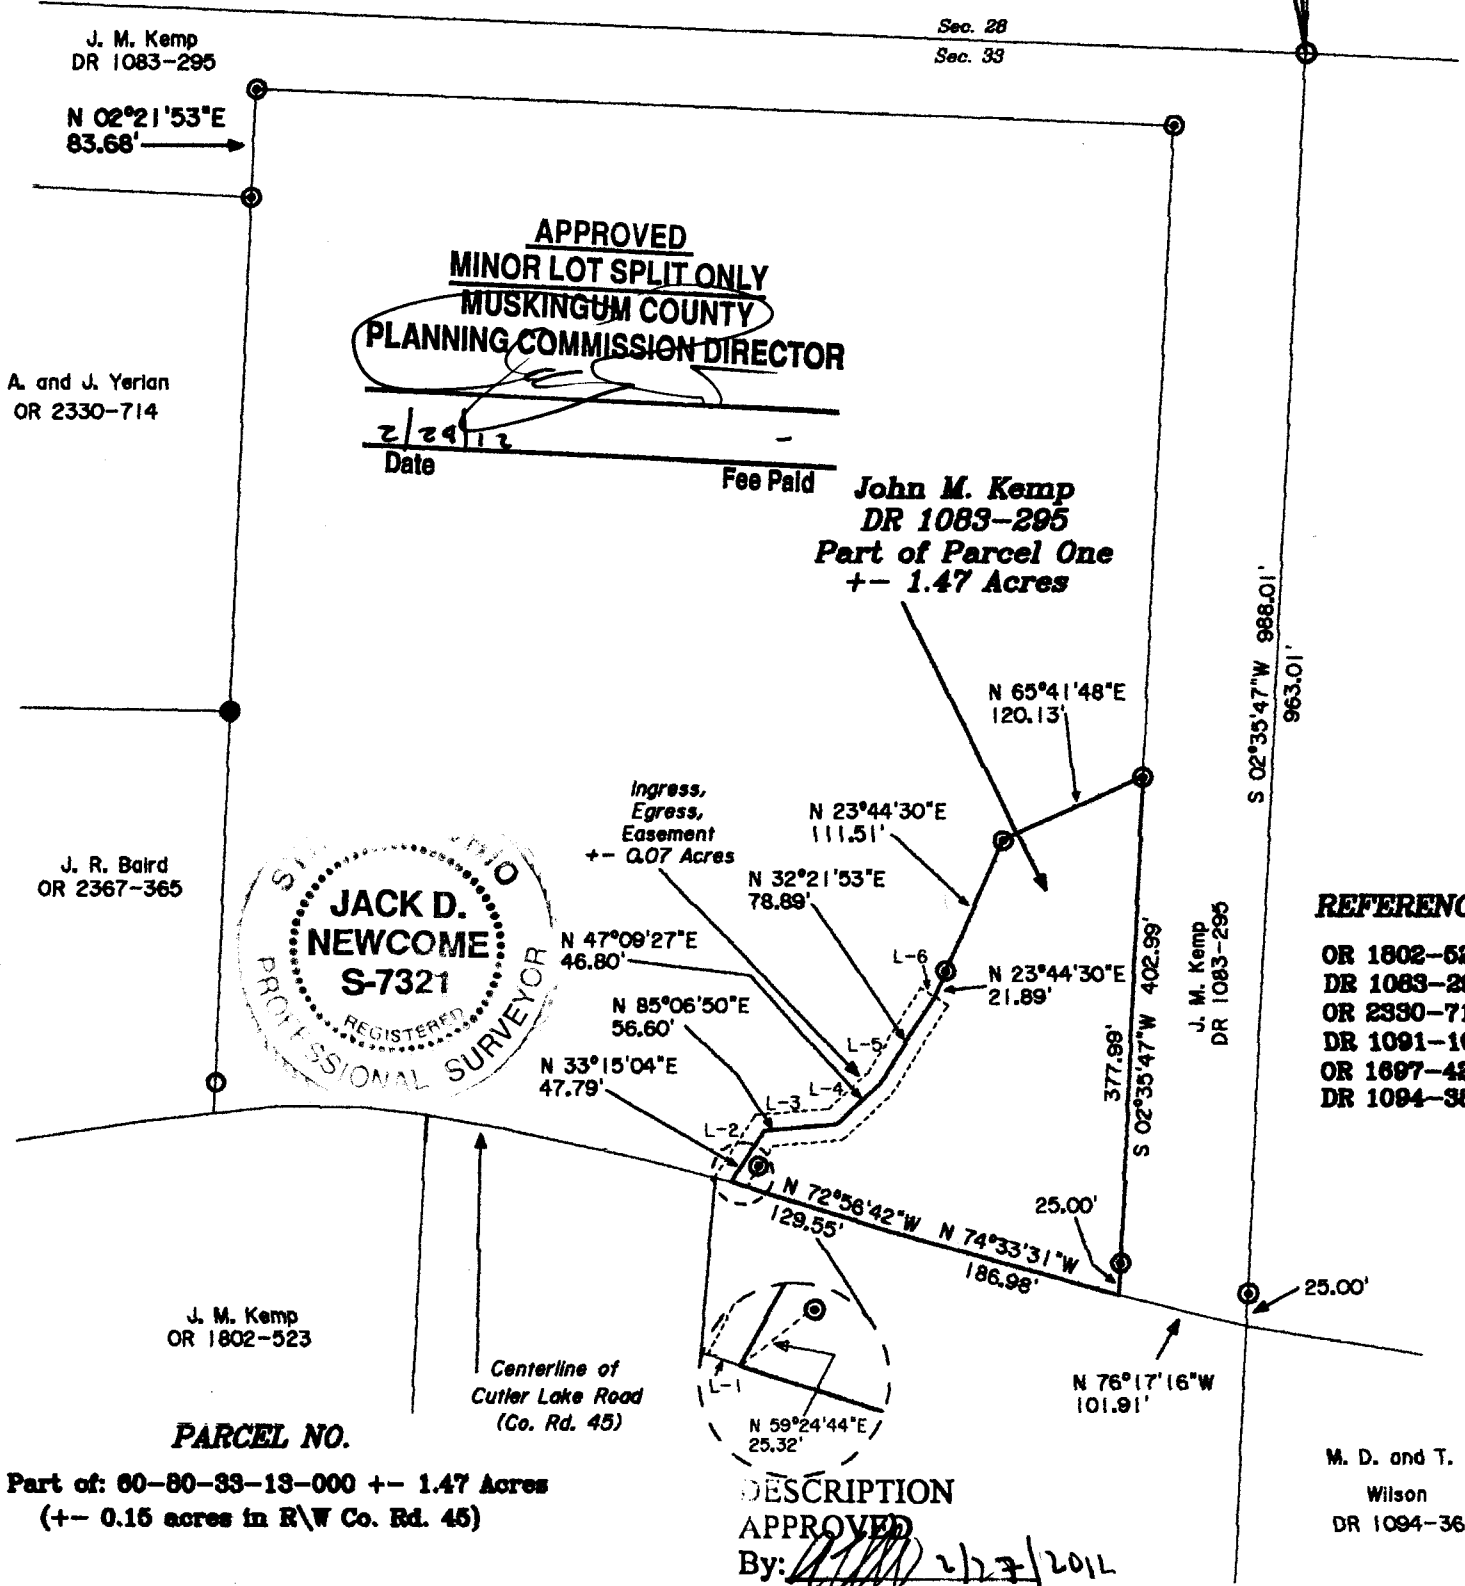 Sec. 28
Sec. 33
J. M. Kemp
DR 1083-295
N 02°21'53"E
83.68'
APPROVED
MINOR LOT SPLIT ONLY
MUSKINGUM COUNTY
PLANNING COMMISSION DIRECTOR
A. and J. Yerian
OR 2330-714
Date
Fee Paid
John M. Kemp
DR 1083-295
Part of Parcel One
+- 1.47 Acres
S 02°35'47"W 988.01'
963.01'
N 65°41'48"E
120.13'
Ingress,
Egress,
Easement
+- 0.07 Acres
N 23°44'30"E
111.51'
J. R. Baird
OR 2367-365
JACK D.
NEWCOME
S-7321
REGISTERED
PROFESSIONAL SURVEYOR
N 32°21'53"E
78.89'
N 47°09'27"E
46.80'
L-6
N 23°44'30"E
21.89'
N 85°06'50"E
56.60'
L-5
N 33°15'04"E
47.79'
L-4
L-3
L-2
377.99'
S 02°35'47"W 402.99'
J. M. Kemp
DR 1083-295
OR 1802-52
DR 1083-29
OR 2330-71
DR 1091-10
OR 1697-42
N 72°56'42"W
129.55'
N 74°33'31"W
186.98'
25.00'
25.00'
J. M. Kemp
OR 1802-523
Centerline of
Cutler Lake Road
(Co. Rd. 45)
L-1
N 59°24'44"E
25.32'
N 76°17'16"W
101.91'
PARCEL NO.
Part of: 60-80-33-13-000 +- 1.47 Acres
(+- 0.15 acres in R\W Co. Rd. 45)
M. D. and T.
Wilson
DR 1094-36
DESCRIPTION
APPROVED
By: 2/27/2012